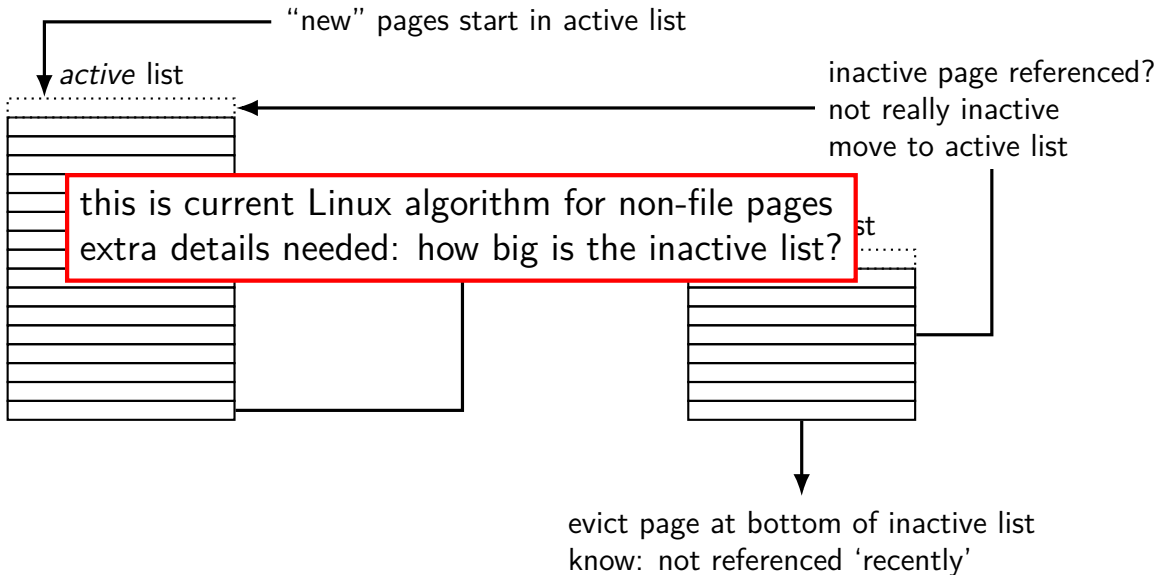 “new” pages start in active list
active list
inactive page referenced?
not really inactive
move to active list
this is current Linux algorithm for non-file pages
extra details needed: how big is the inactive list?
evict page at bottom of inactive list
know: not referenced ‘recently’